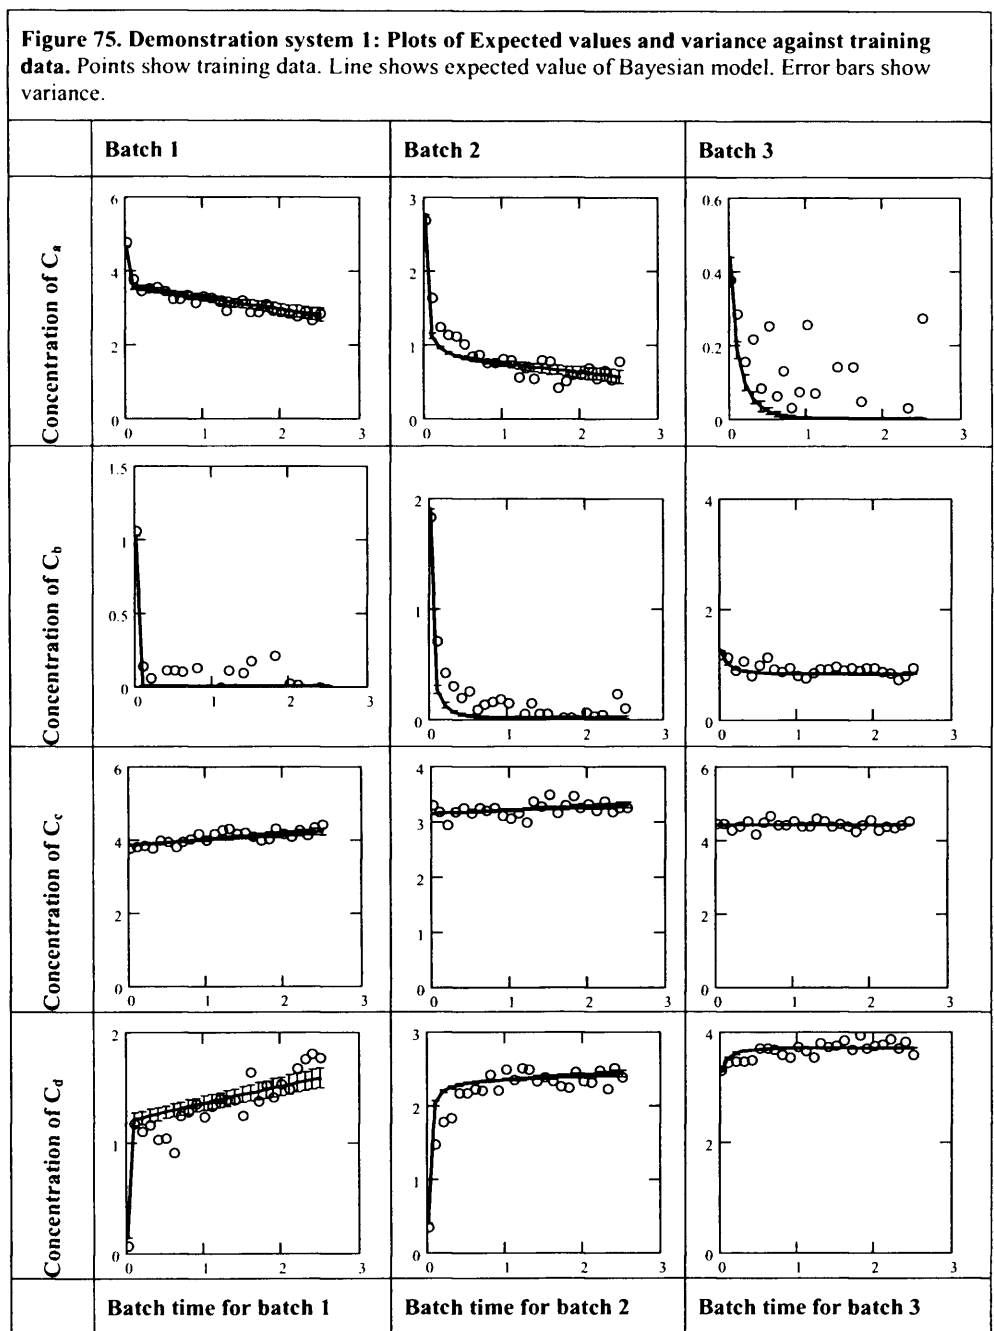 Figure 75. Demonstration system 1: Plots of Expected values and variance against training
data. Points show training data. Line shows expected value of Bayesian model. Error bars show
variance.
Batch 1 Batch 2 Batch 3
Concentration of Ca
6
4
2
0
0 1 2 3
3
2
1
0
0 1 2 3
0.6
0.4
0.2
0
0 1 2 3
Concentration of Cb
1.5
1
0.5
0
0 1 2 3
2
1
0
0 1 2 3
4
2
0
0 1 2 3
Concentration of Cc
6
4
2
0
0 1 2 3
4
3
2
1
0
0 1 2 3
6
4
2
0
0 1 2 3
Concentration of Cd
2
1
0
0 1 2 3
3
2
1
0
0 1 2 3
4
2
0
0 1 2 3
Batch time for batch 1 Batch time for batch 2 Batch time for batch 3